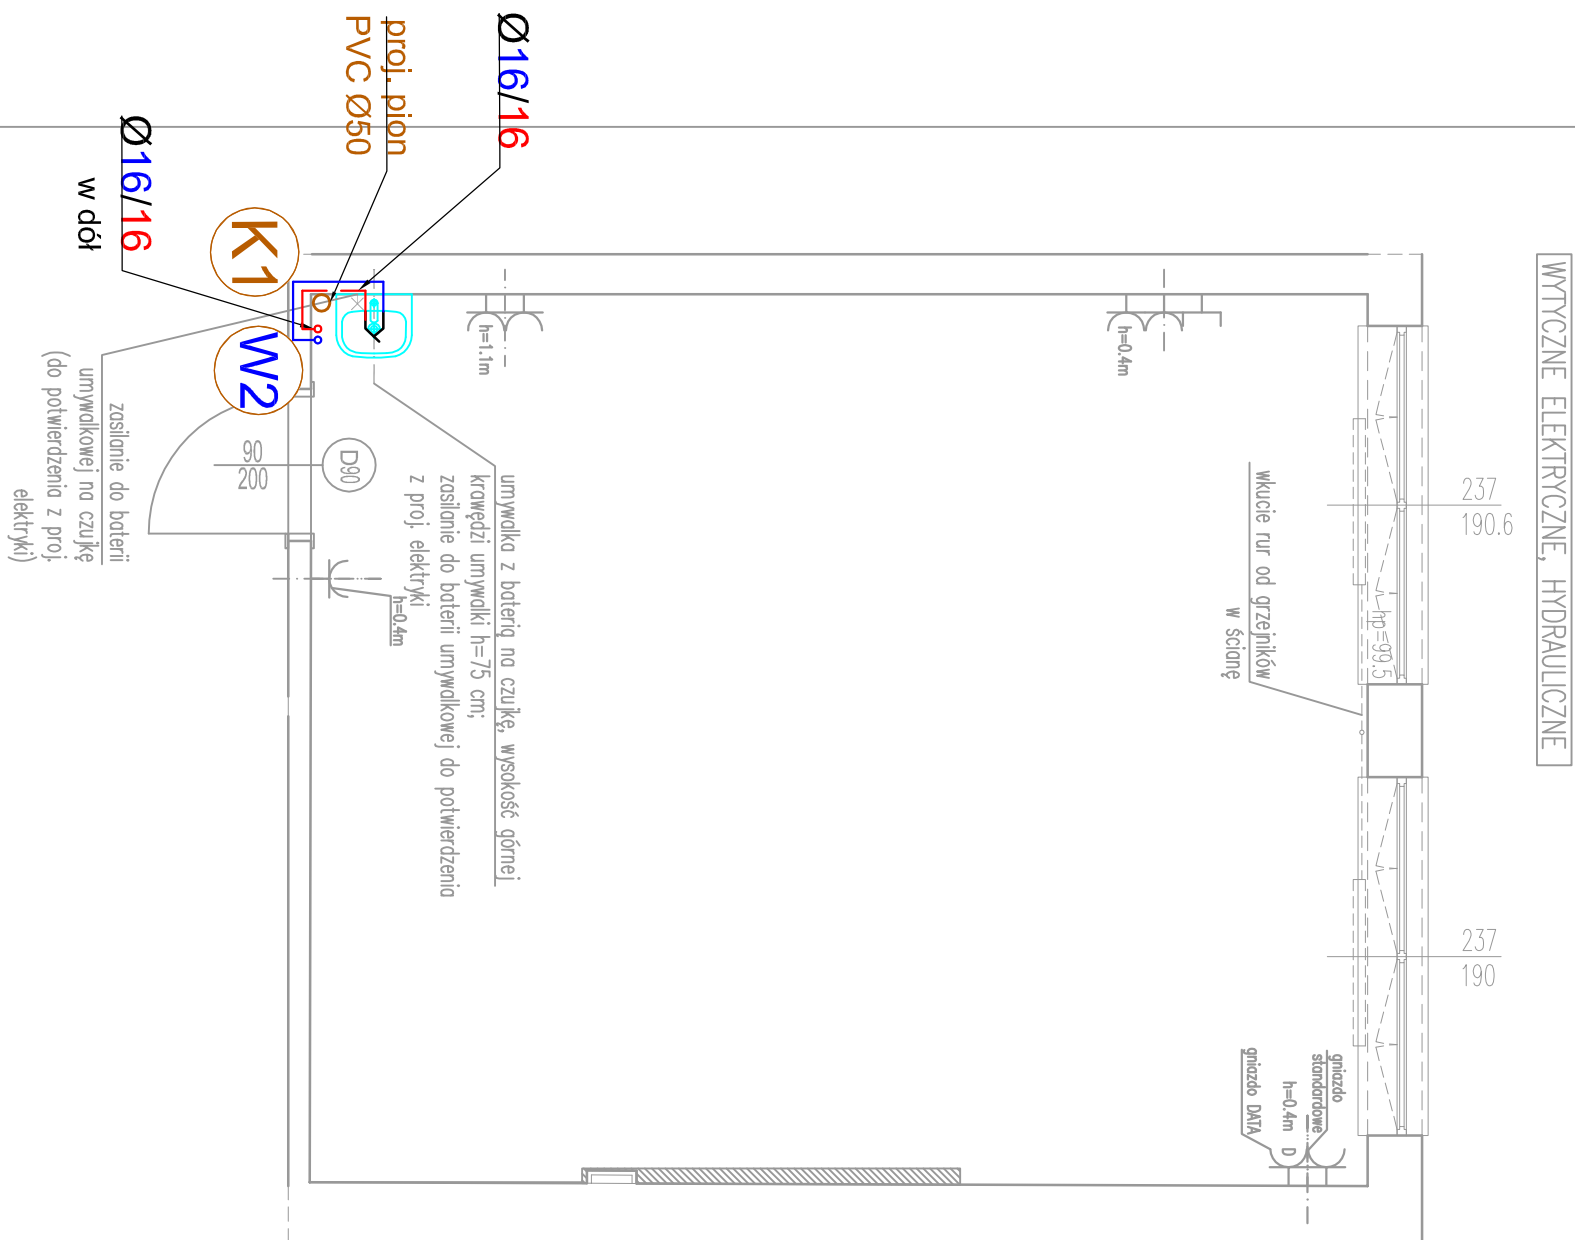 WYTYCZNE ELEKTRYCZNE, HYDRAULICZNE
Ø16/16
proj. pion
PVC Ø50
Ø16/16
w dół
K1
W2
h=1.1m
h=0.4m
237
190.6
hp=99.5
wkucie rur od grzejników
w ścianę
237
190
D90
90
200
umywalka z baterią na czujkę, wysokość górnej
krawędzi umywalki h=75 cm;
zasilanie do baterii umywalkowej do potwierdzenia
z proj. elektryki
h=0.4m
zasilanie do baterii
umywalkowej na czujkę
(do potwierdzenia z proj.
elektryki)
gniazdo
standardowe
h=0.4m D
gniazdo DATA